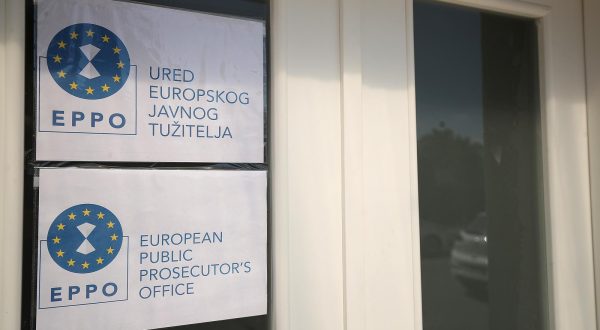 EPPO
URED
EUROPSKOG
JAVNOG
TUŽITELJA
EPPO
EUROPEAN
PUBLIC
PROSECUTOR'S
OFFICE